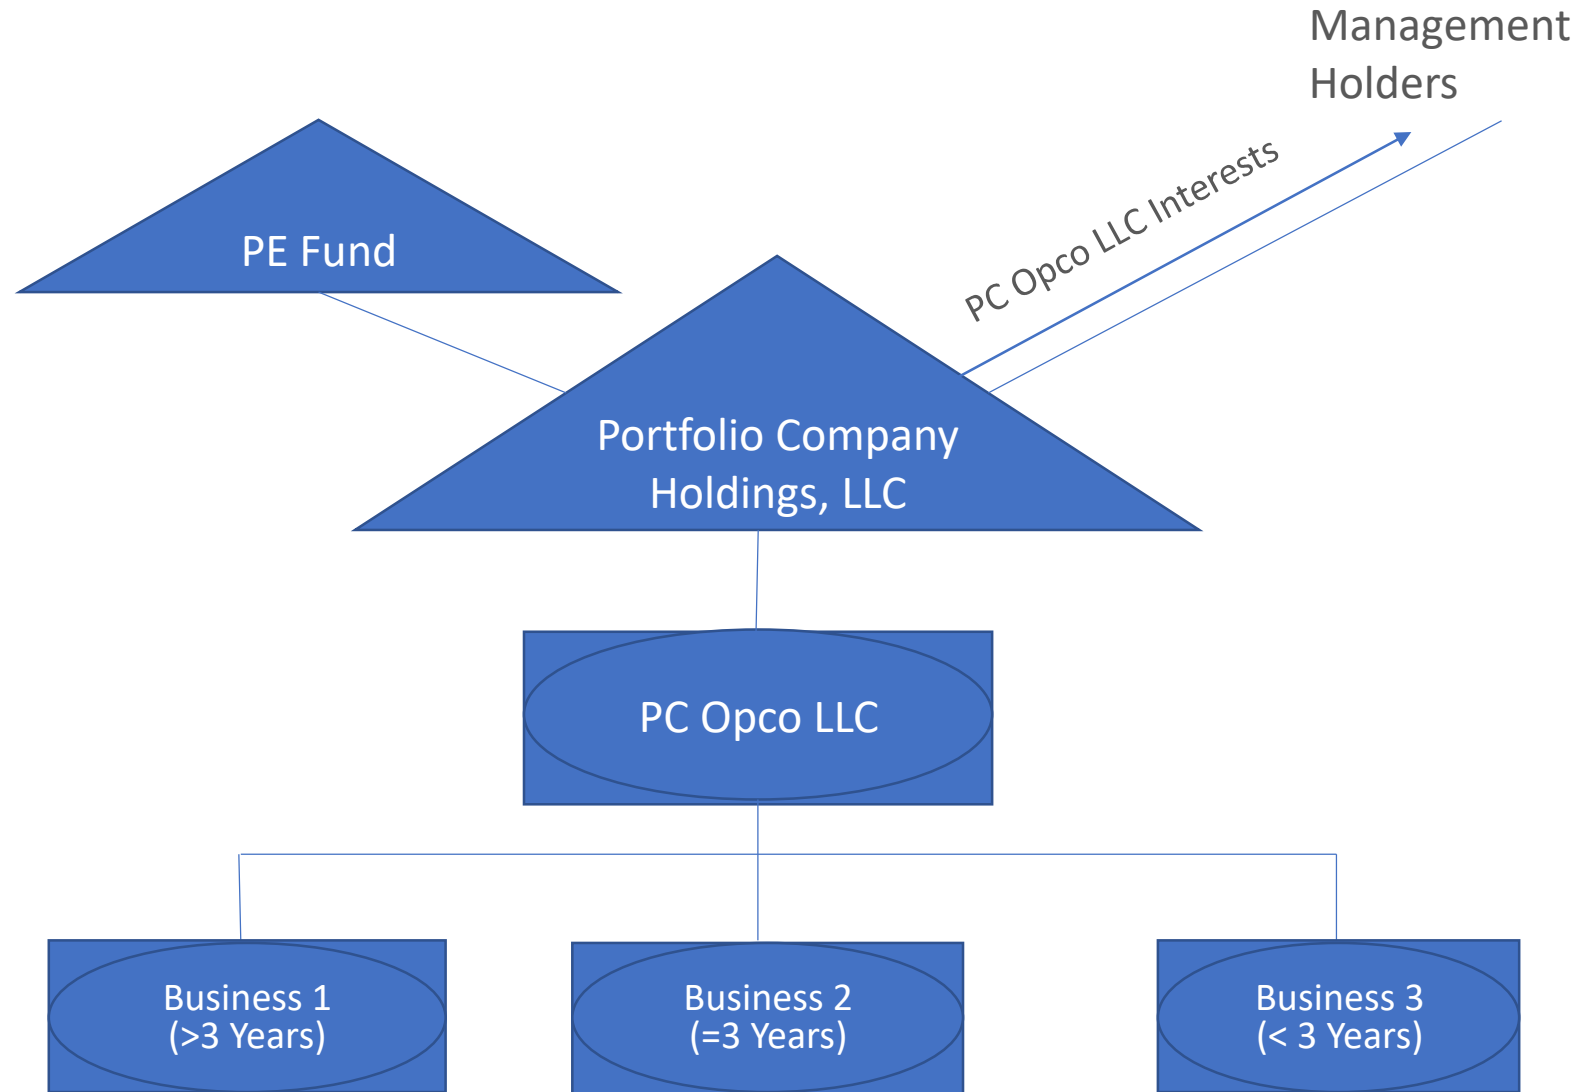 Management
Holders
PE Fund
PC Opco LLC Interests
Portfolio Company
Holdings, LLC
PC Opco LLC
Business 1
(>3 Years)
Business 2
(=3 Years)
Business 3
(< 3 Years)